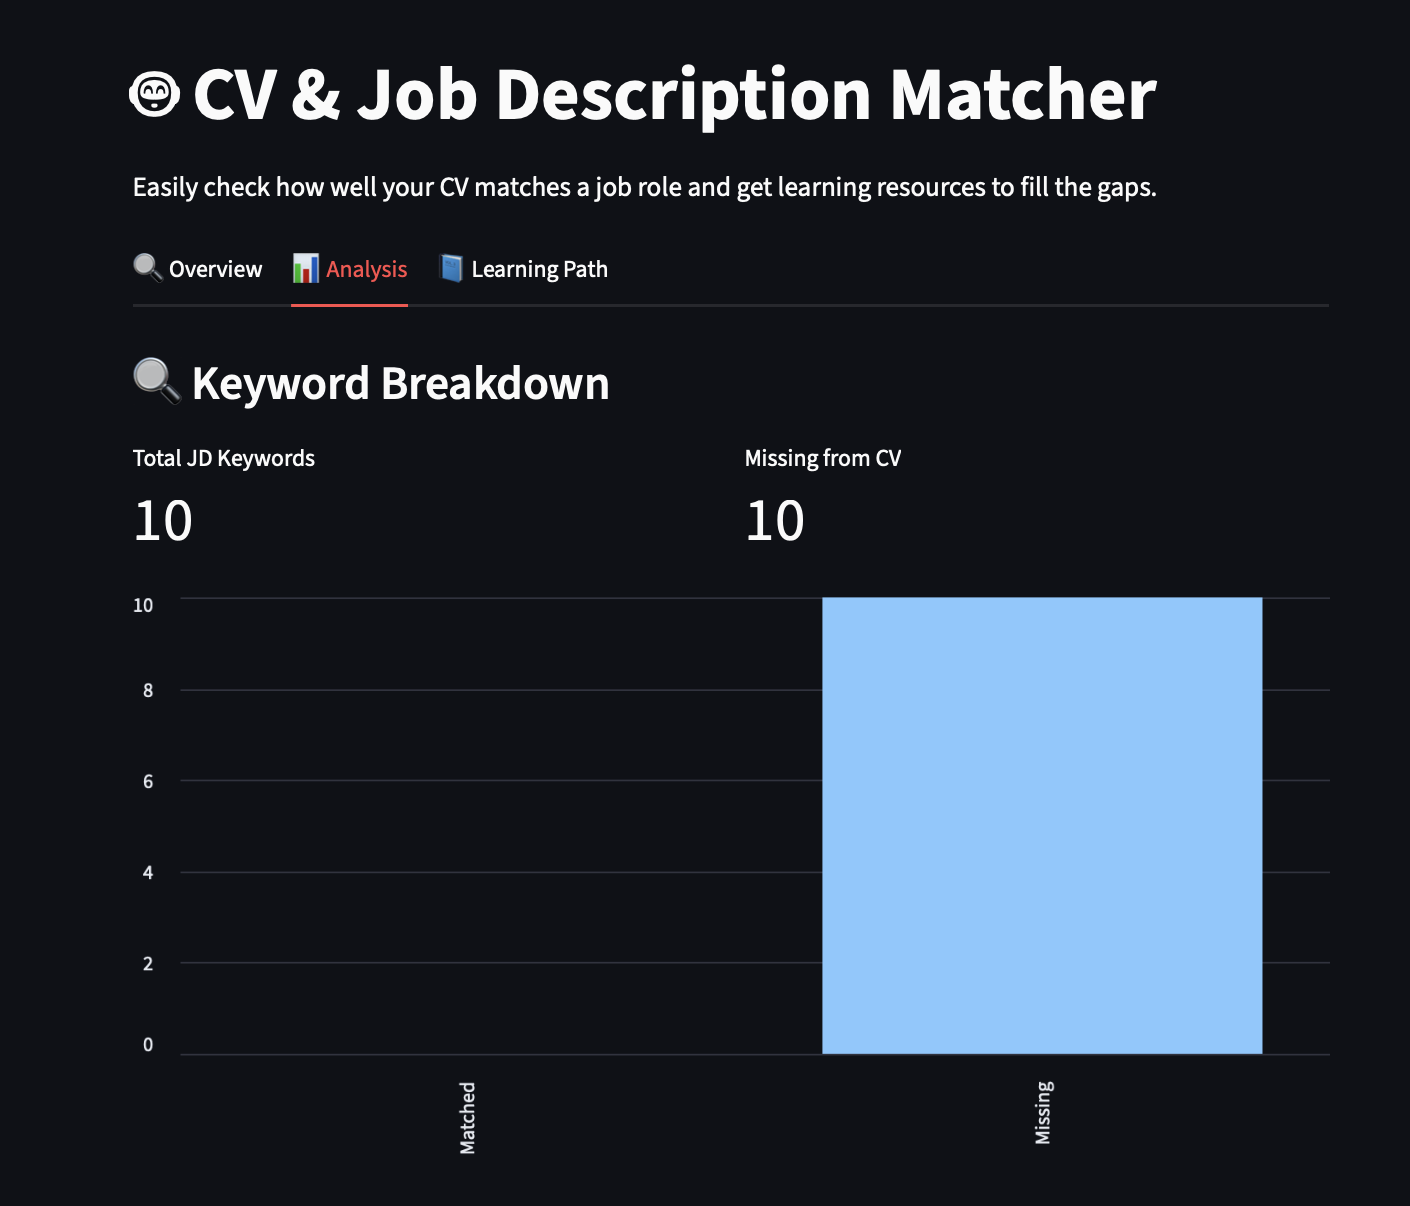 CV & Job Description Matcher
Easily check how well your CV matches a job role and get learning resources to fill the gaps.
Overview Analysis Learning Path
Keyword Breakdown
Total JD Keywords Missing from CV
10 10
10
8
6
4
2
0
Matched Missing